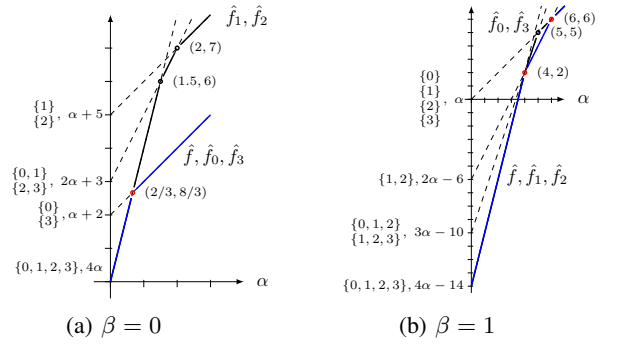 f̂₁, f̂₂
(2, 7)
(1.5, 6)
{1}
{2}, α + 5
f̂, f̂₀, f̂₃
{0, 1}
{2, 3}, 2α + 3
(2/3, 8/3)
{0}
{3}, α + 2
{0, 1, 2, 3}, 4α
α
(a) β = 0
(6, 6)
f̂₀, f̂₃
(5, 5)
(4, 2)
{0}
{1}
{2}, α
{3}
α
{1, 2}, 2α − 6
f̂, f̂₁, f̂₂
{0, 1, 2}
{1, 2, 3}, 3α − 10
{0, 1, 2, 3}, 4α − 14
(b) β = 1